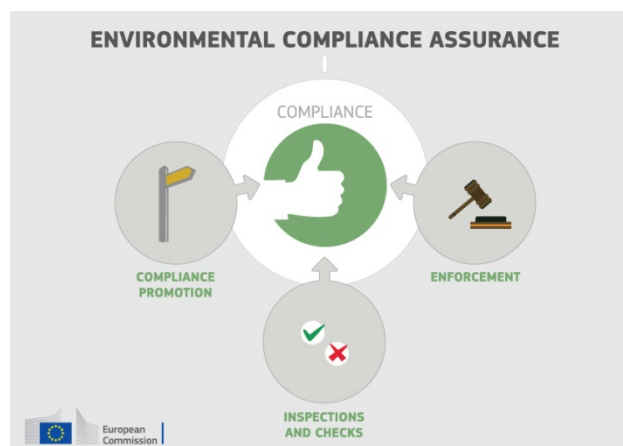 ENVIRONMENTAL COMPLIANCE ASSURANCE
COMPLIANCE
COMPLIANCE
PROMOTION
ENFORCEMENT
INSPECTIONS
AND CHECKS
European
Commission